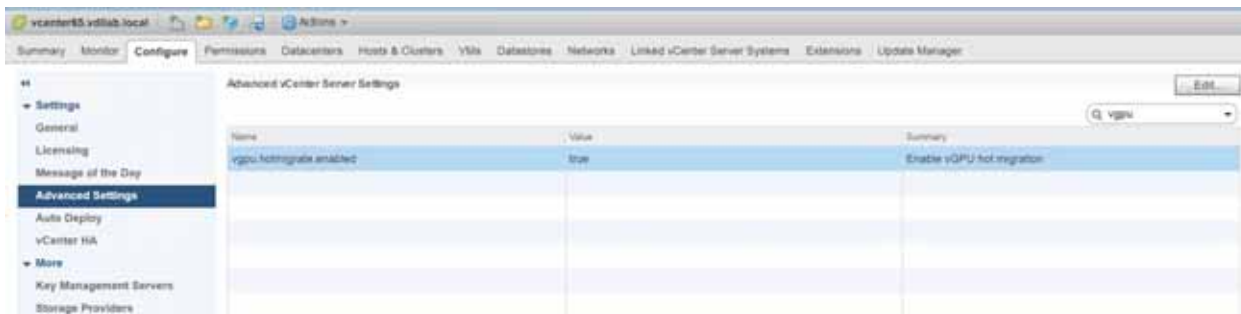 vcenter65.vdilab.local Actions
Summary Monitor Configure Permissions Datacenters Hosts & Clusters VMs Datastores Networks Linked vCenter Server Systems Extensions Update Manager
Advanced vCenter Server Settings Edit...
Settings
vgpu
General
Name Value Summary
Licensing
vgpu.hotmigrate.enabled true Enable vGPU hot migration
Message of the Day
Advanced Settings
Auto Deploy
vCenter HA
More
Key Management Servers
Storage Providers